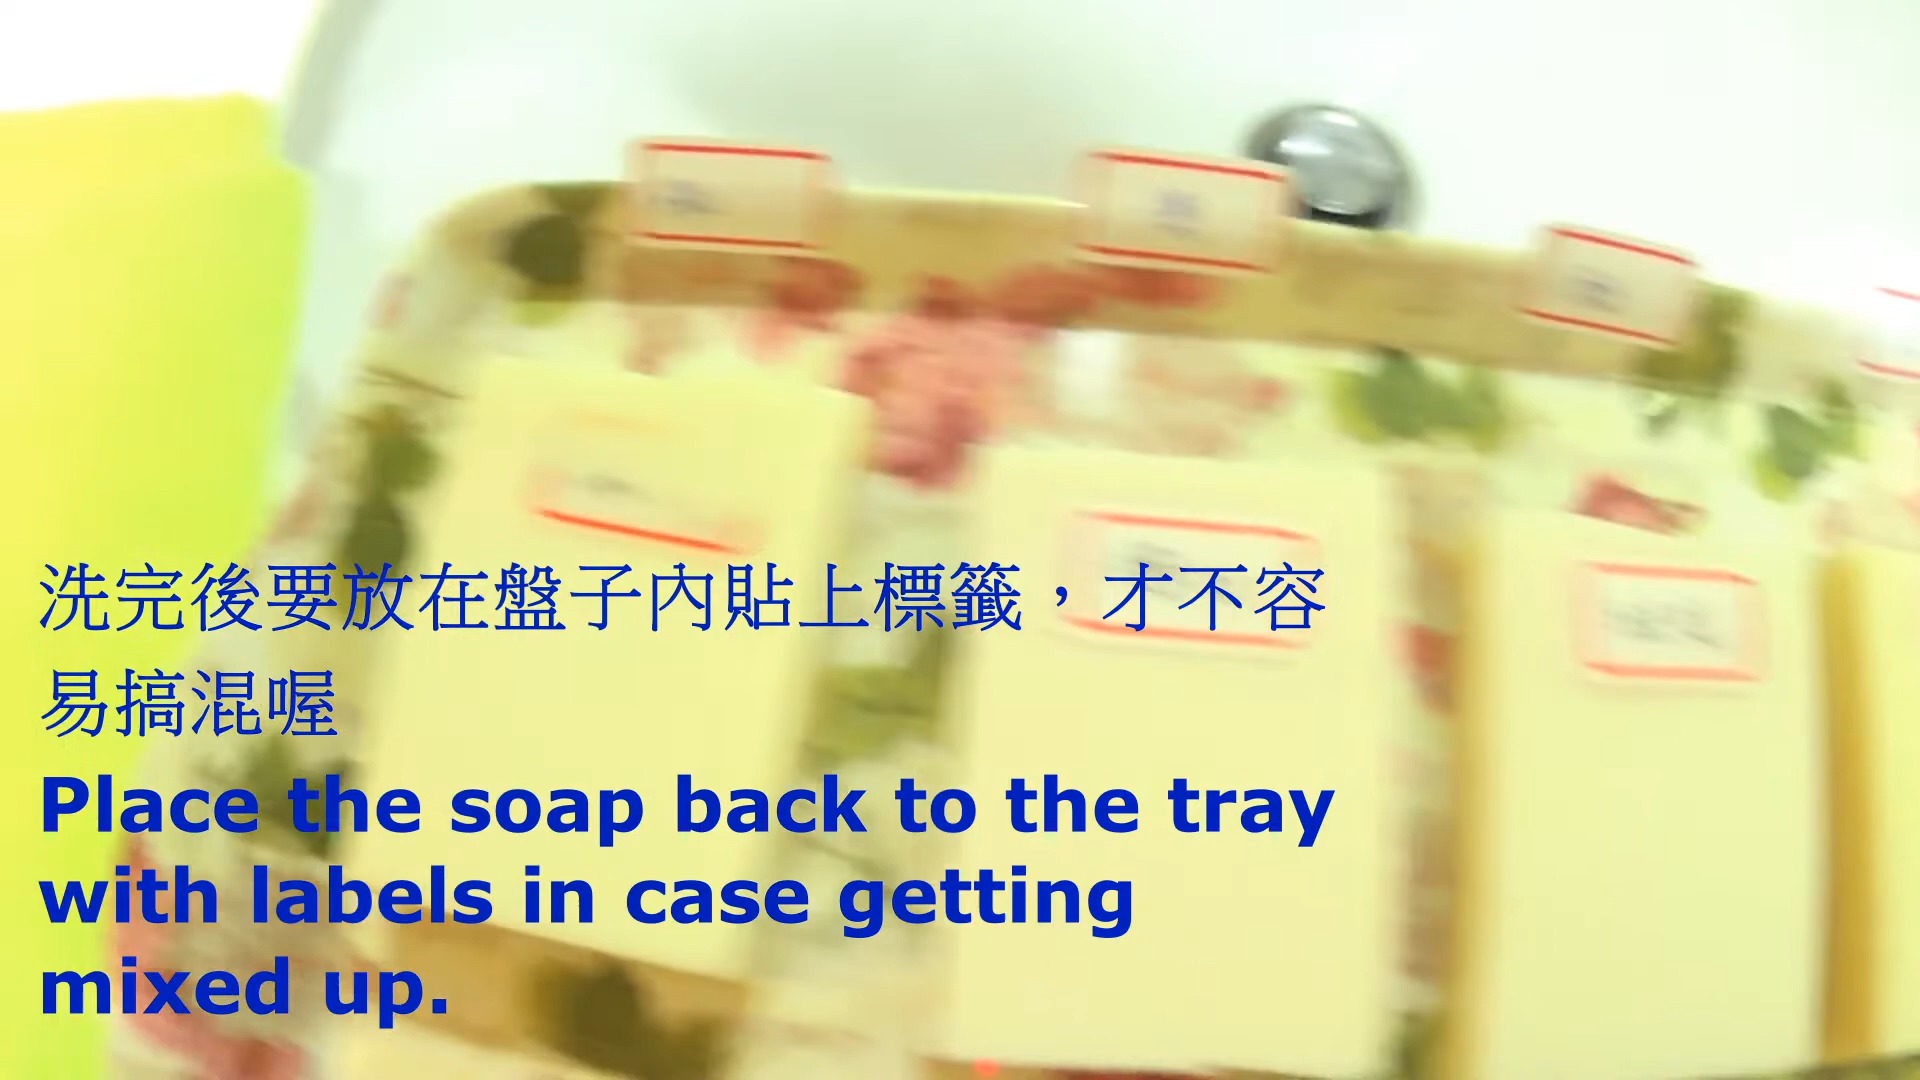 洗完後要放在盤子內貼上標籤，才不容
易搞混喔
Place the soap back to the tray
with labels in case getting
mixed up.